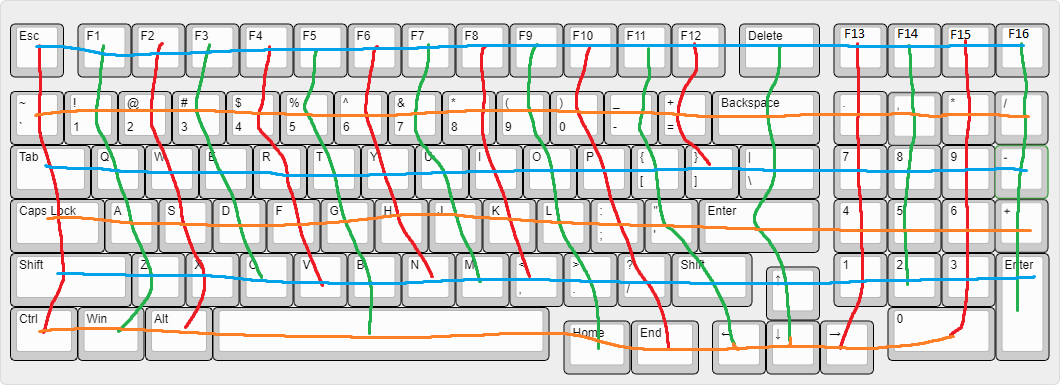 Esc F1 F2 F3 F4 F5 F6 F7 F8 F9 F10 F11 F12 Delete F13 F14 F15 F16
~ ! @ # $ % ^ & * ( ) _ + Backspace . , * /
` 1 2 3 4 5 6 7 8 9 0 - =
Tab Q W E R T Y U I O P { } | 7 8 9 -
[ ] \
Caps Lock A S D F G H J K L : " Enter 4 5 6 +
; '
Shift Z X C V B N M < > ? Shift ↑ 1 2 3 Enter
, . /
Ctrl Win Alt 0
Home End ← ↓ →